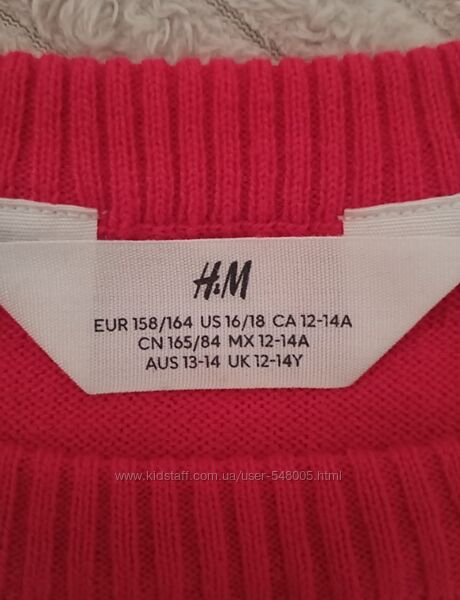 H&M
EUR 158/164 US 16/18 CA 12-14A
CN 165/84 MX 12-14A
AUS 13-14 UK 12-14Y
www.kidstaff.com.ua/user-548005.html